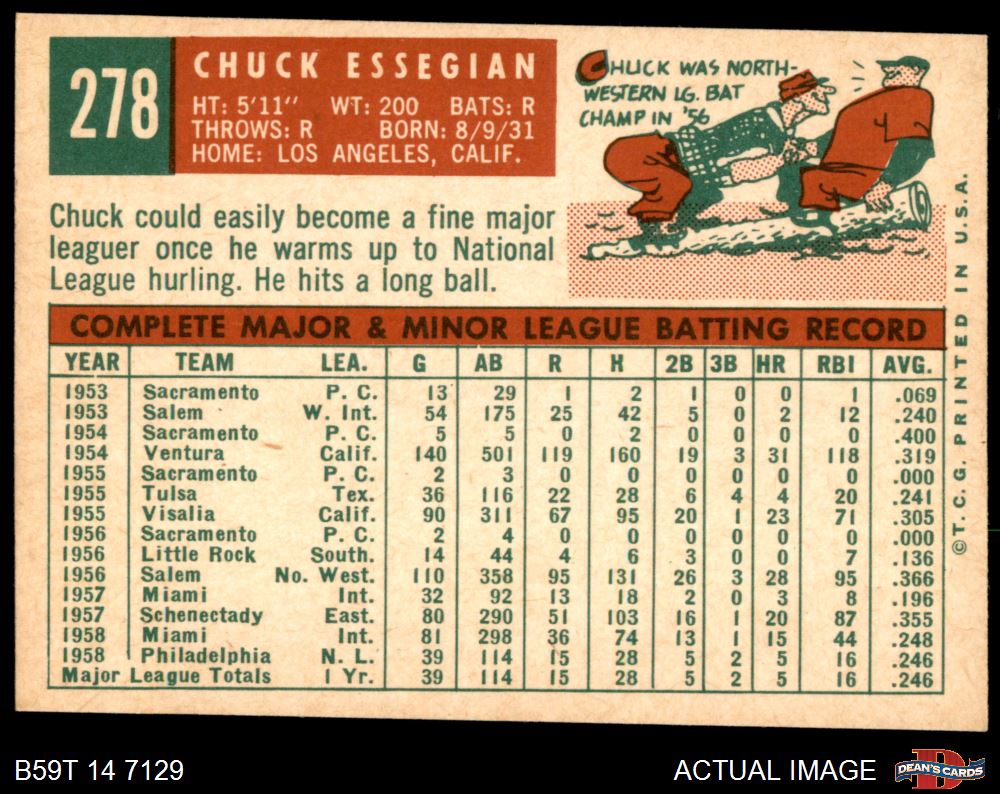 278
CHUCK ESSEGIAN
HT: 5'11" WT: 200 BATS: R
THROWS: R BORN: 8/9/31
HOME: LOS ANGELES, CALIF.
CHUCK WAS NORTH-
WESTERN LG. BAT
CHAMP IN '56
Chuck could easily become a fine major
leaguer once he warms up to National
League hurling. He hits a long ball.
COMPLETE MAJOR & MINOR LEAGUE BATTING RECORD
YEAR TEAM LEA. G AB R H 2B 3B HR RBI AVG.
1953 Sacramento P. C. 13 29 1 2 1 0 0 1 .069
1953 Salem W. Int. 54 175 25 42 5 0 2 12 .240
1954 Sacramento P. C. 5 5 0 2 0 0 0 0 .400
1954 Ventura Calif. 140 501 119 160 19 3 31 118 .319
1955 Sacramento P. C. 2 3 0 0 0 0 0 0 .000
1955 Tulsa Tex. 36 116 22 28 6 4 4 20 .241
1955 Visalia Calif. 90 311 67 95 20 1 23 71 .305
1956 Sacramento P. C. 2 4 0 0 0 0 0 0 .000
1956 Little Rock South. 14 44 4 6 3 0 0 7 .136
1956 Salem No. West. 110 358 95 131 26 3 28 95 .366
1957 Miami Int. 32 92 13 18 2 0 3 8 .196
1957 Schenectady East. 80 290 51 103 16 1 20 87 .355
1958 Miami Int. 81 298 36 74 13 1 15 44 .248
1958 Philadelphia N. L. 39 114 15 28 5 2 5 16 .246
Major League Totals 1 Yr. 39 114 15 28 5 2 5 16 .246
©T. C. G. PRINTED IN U.S.A.
B59T 14 7129
ACTUAL IMAGE
DEAN'S CARDS